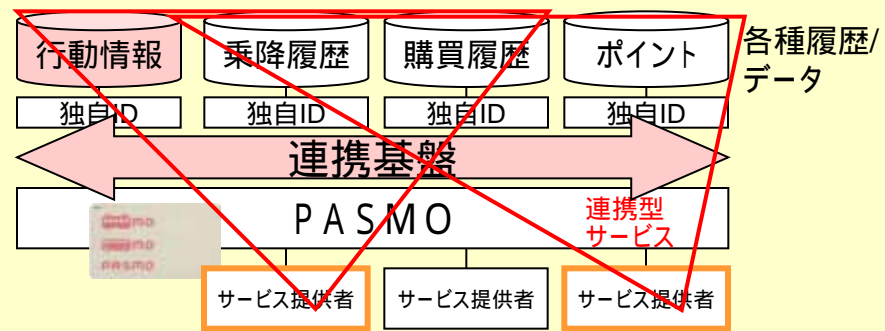 行動情報
乗降履歴
購買履歴
ポイント
各種履歴/
データ
独自ID
独自ID
独自ID
独自ID
連携基盤
PASMO
連携型
サービス
PASMO
サービス提供者
サービス提供者
サービス提供者